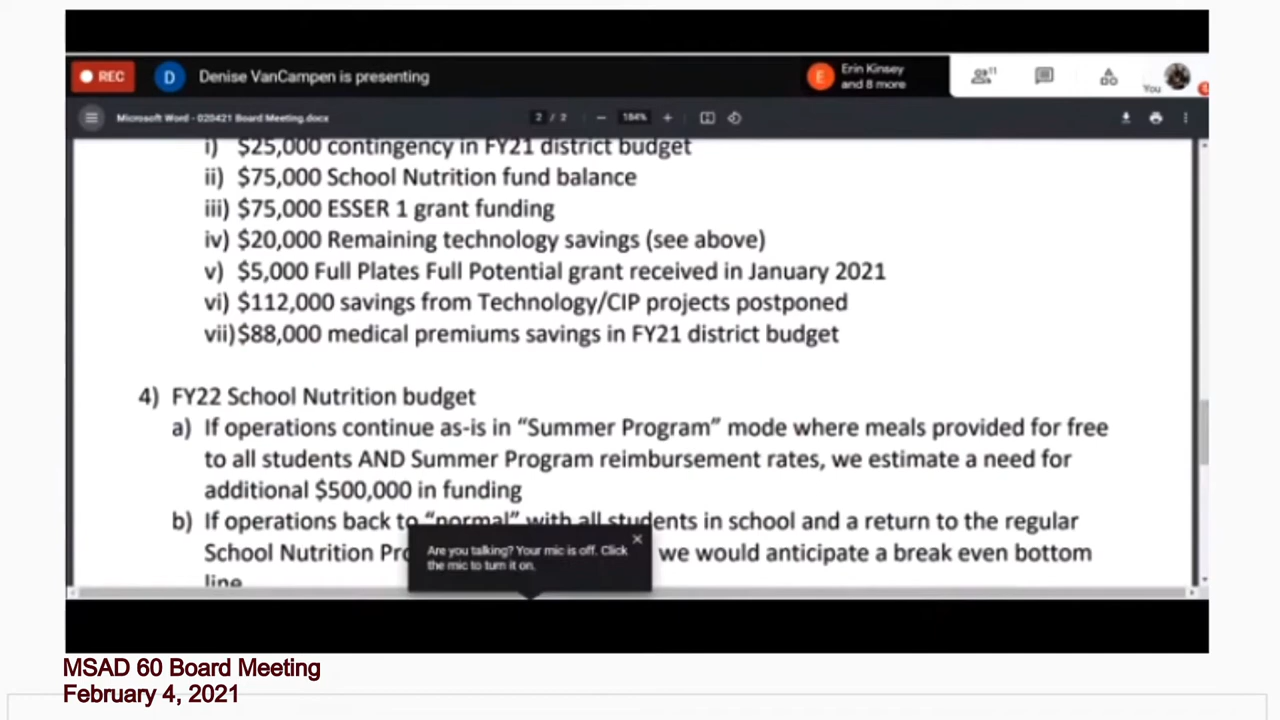 REC
D
Denise VanCampen is presenting
E
Erin Kinsey
and 8 more
11
You
Microsoft Word - 020421 Board Meeting.docx
2 / 2
184%
i) $25,000 contingency in FY21 district budget
ii) $75,000 School Nutrition fund balance
iii) $75,000 ESSER 1 grant funding
iv) $20,000 Remaining technology savings (see above)
v) $5,000 Full Plates Full Potential grant received in January 2021
vi) $112,000 savings from Technology/CIP projects postponed
vii)$88,000 medical premiums savings in FY21 district budget
4) FY22 School Nutrition budget
a) If operations continue as-is in “Summer Program” mode where meals provided for free
to all students AND Summer Program reimbursement rates, we estimate a need for
additional $500,000 in funding
b) If operations back to “normal” with all students in school and a return to the regular
School Nutrition Pro we would anticipate a break even bottom
line
Are you talking? Your mic is off. Click
the mic to turn it on.
MSAD 60 Board Meeting
February 4, 2021